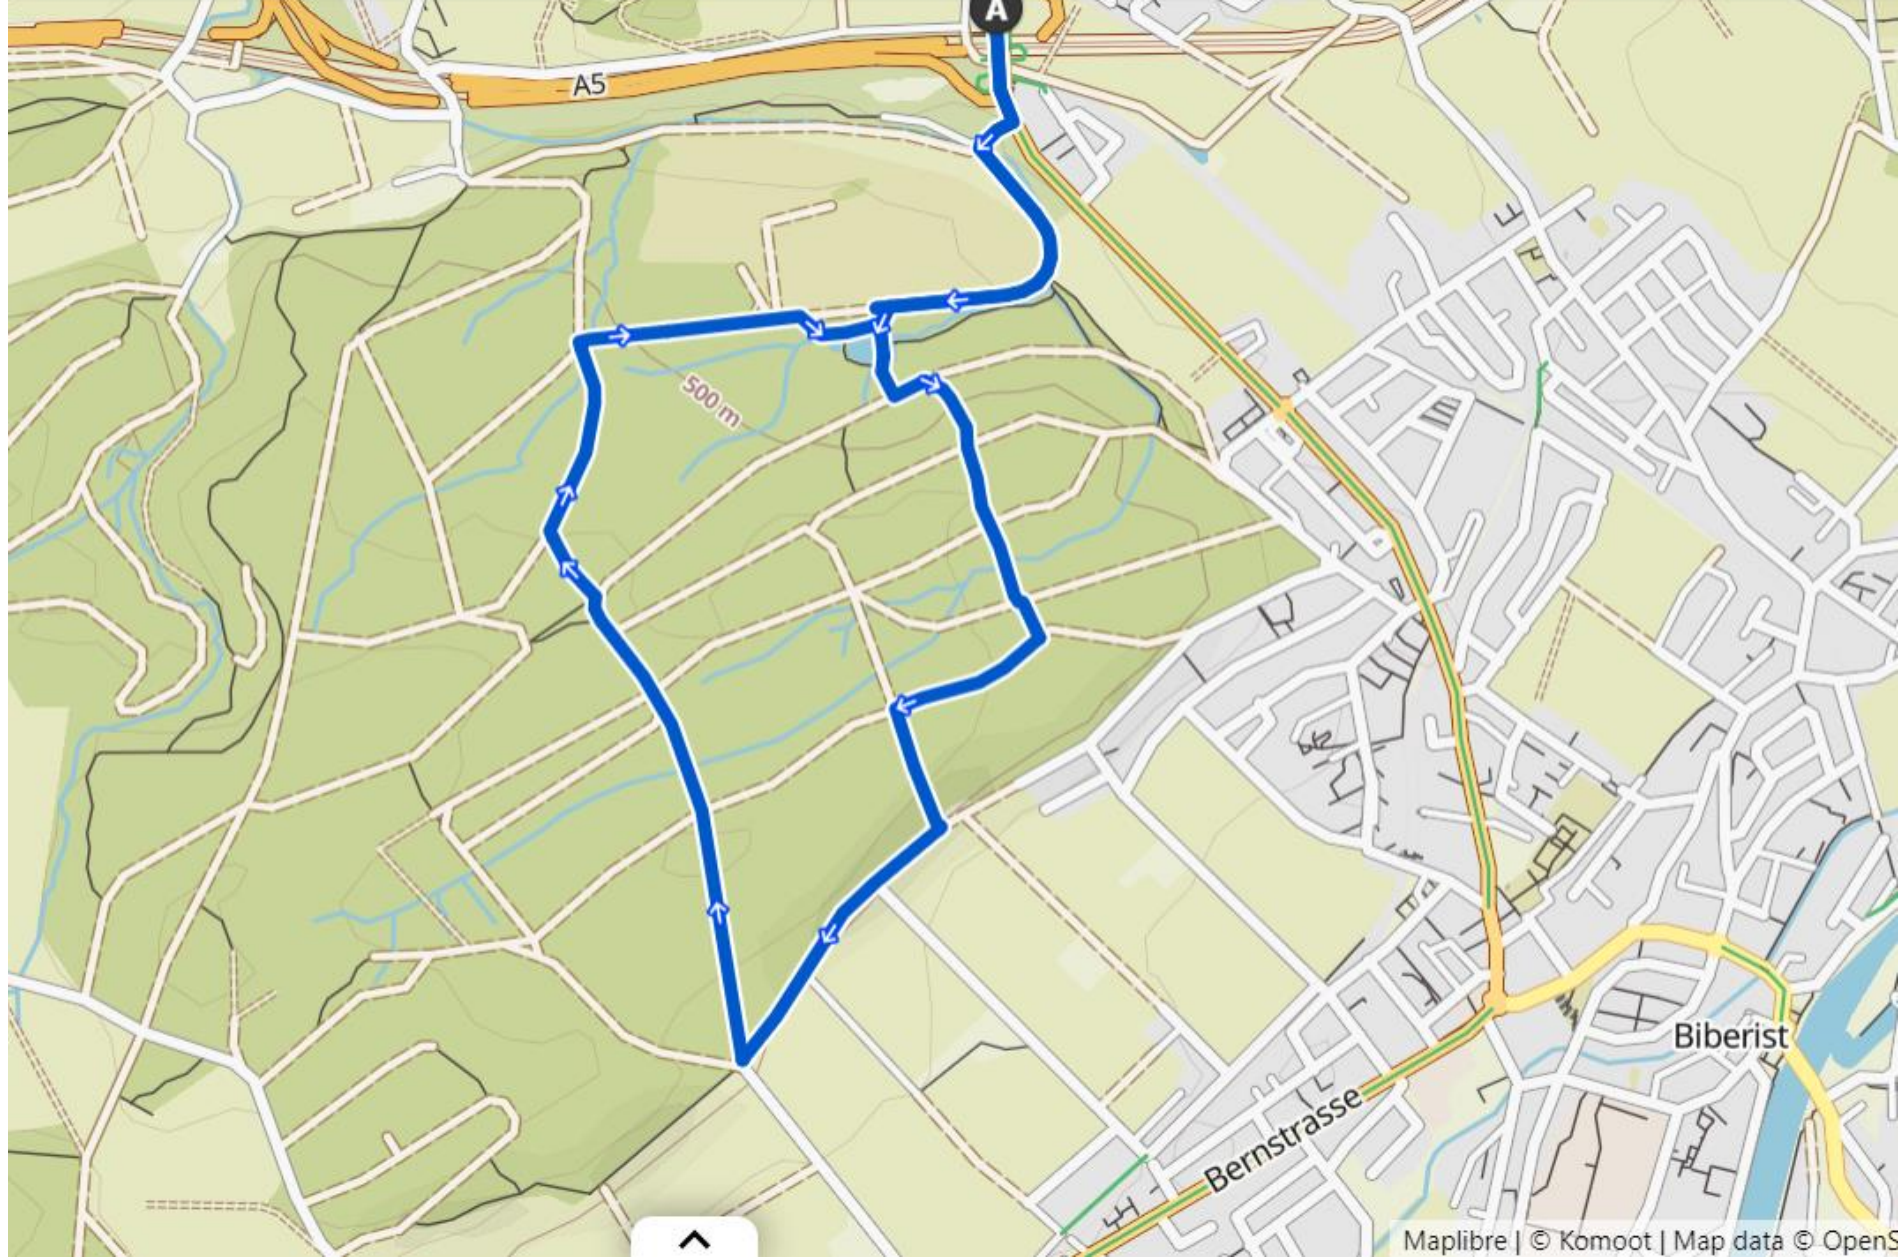 A
A5
500 m
Biberist
Bernstrasse
Maplibre | © Komoot | Map data © OpenS